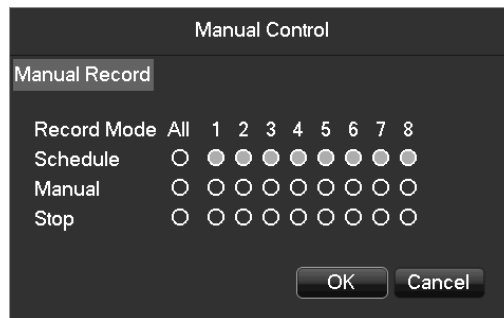 Manual Control
Manual Record
Record Mode All 1 2 3 4 5 6 7 8
Schedule
Manual
Stop
OK Cancel